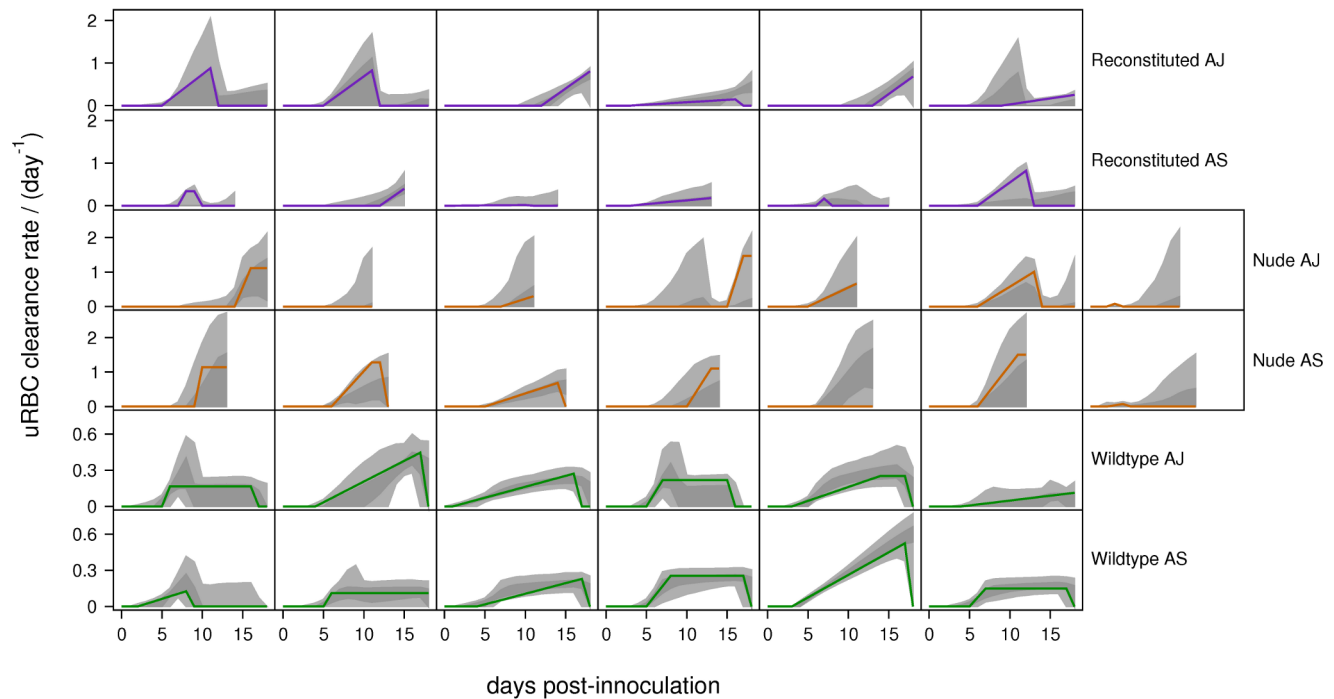 uRBC clearance rate / (day⁻¹)
2
1
0
Reconstituted AJ
2
1
0
Reconstituted AS
2
1
0
Nude AJ
2
1
0
Nude AS
0.6
0.3
0
Wildtype AJ
0.6
0.3
0
Wildtype AS
0 5 10 15 0 5 10 15 0 5 10 15 0 5 10 15 0 5 10 15 0 5 10 15
days post-innoculation